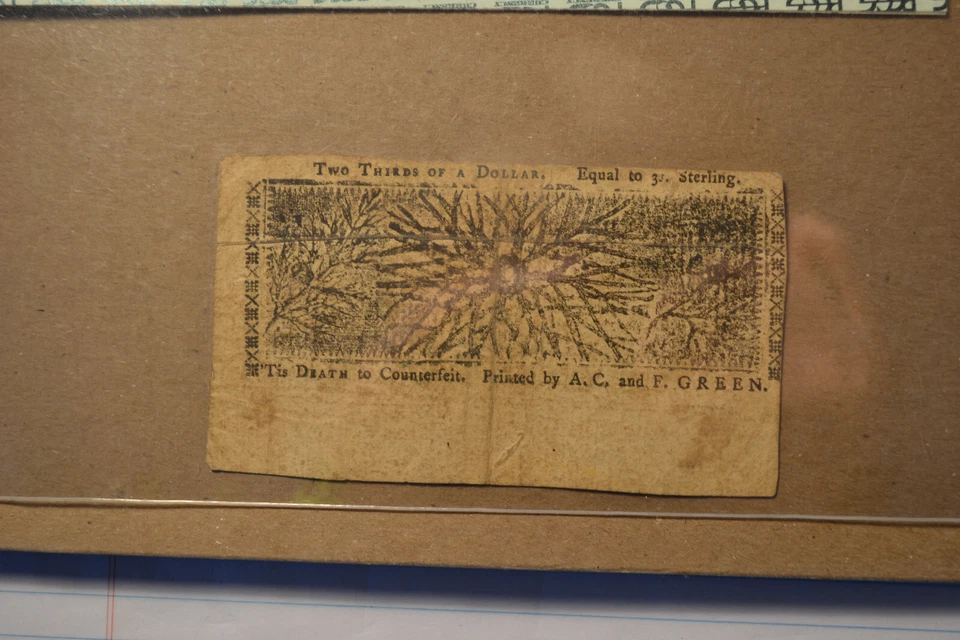 Two Thirds of a Dollar. Equal to 3s. Sterling.
'Tis Death to Counterfeit. Printed by A. C. and F. GREEN.